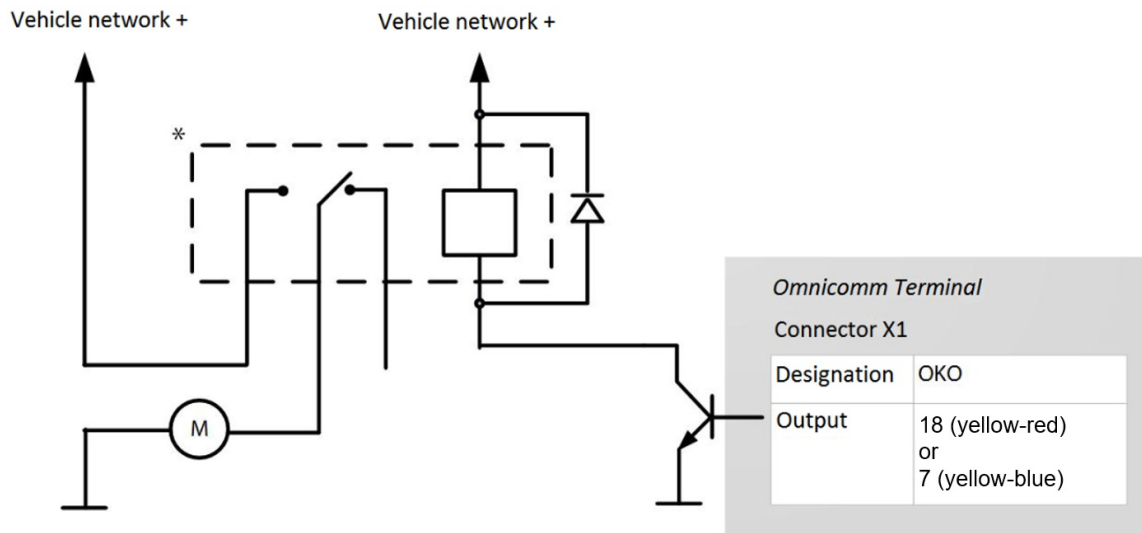 Vehicle network +
Vehicle network +
*
M
Omnicomm Terminal
Connector X1
Designation OKO
Output 18 (yellow-red)
or
7 (yellow-blue)